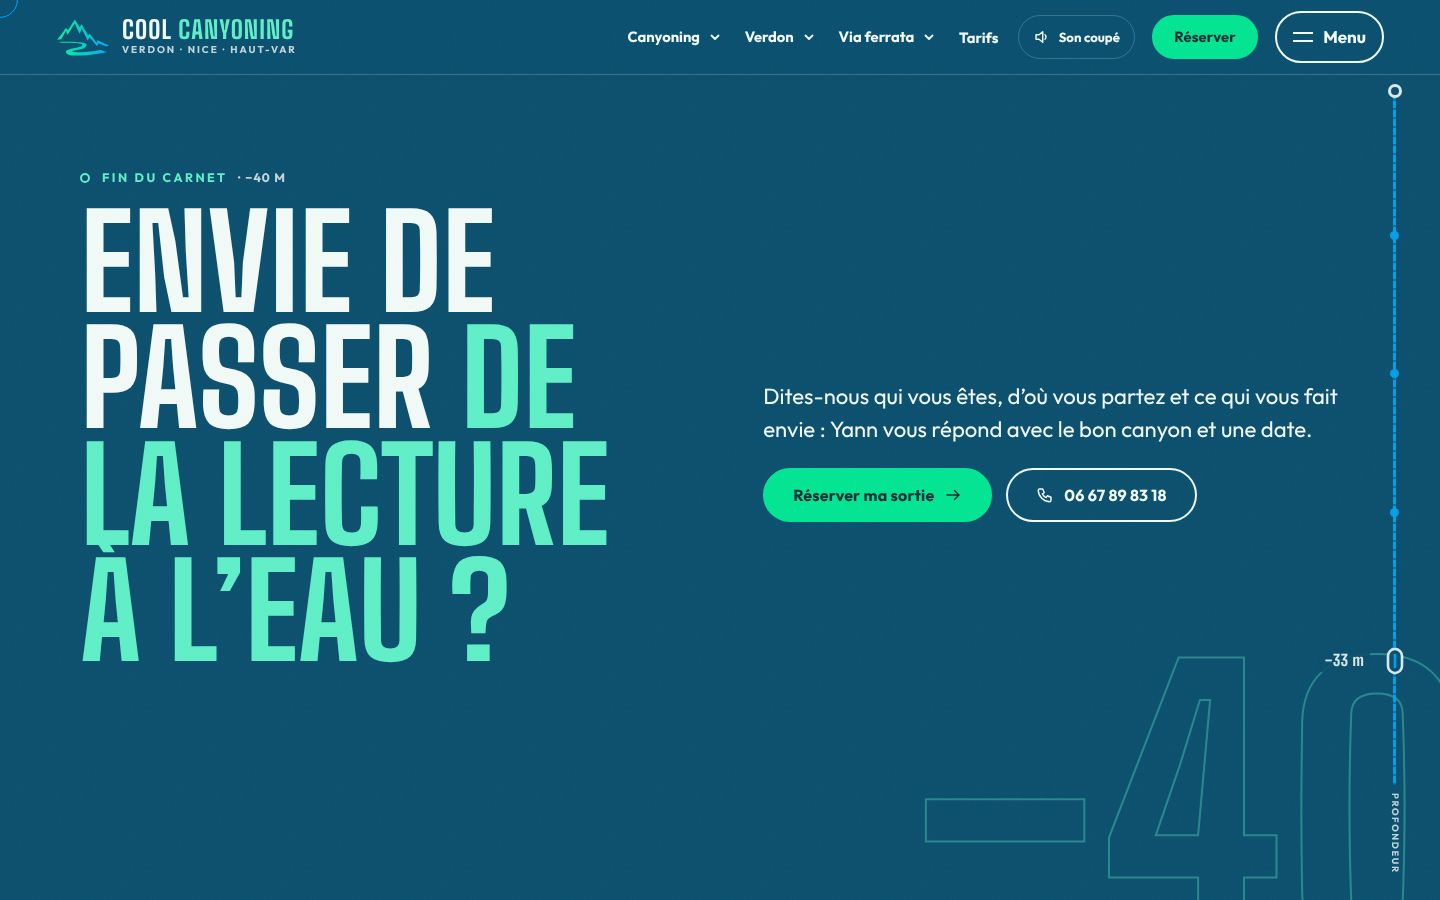 COOL CANYONING
VERDON · NICE · HAUT-VAR
Canyoning
Verdon
Via ferrata
Tarifs
Son coupé
Réserver
Menu
FIN DU CARNET · −40 M
ENVIE DE
PASSER DE
LA LECTURE
À L’EAU ?
Dites-nous qui vous êtes, d’où vous partez et ce qui vous fait
envie : Yann vous répond avec le bon canyon et une date.
Réserver ma sortie →
06 67 89 83 18
−33 m
−40
PROFONDEUR